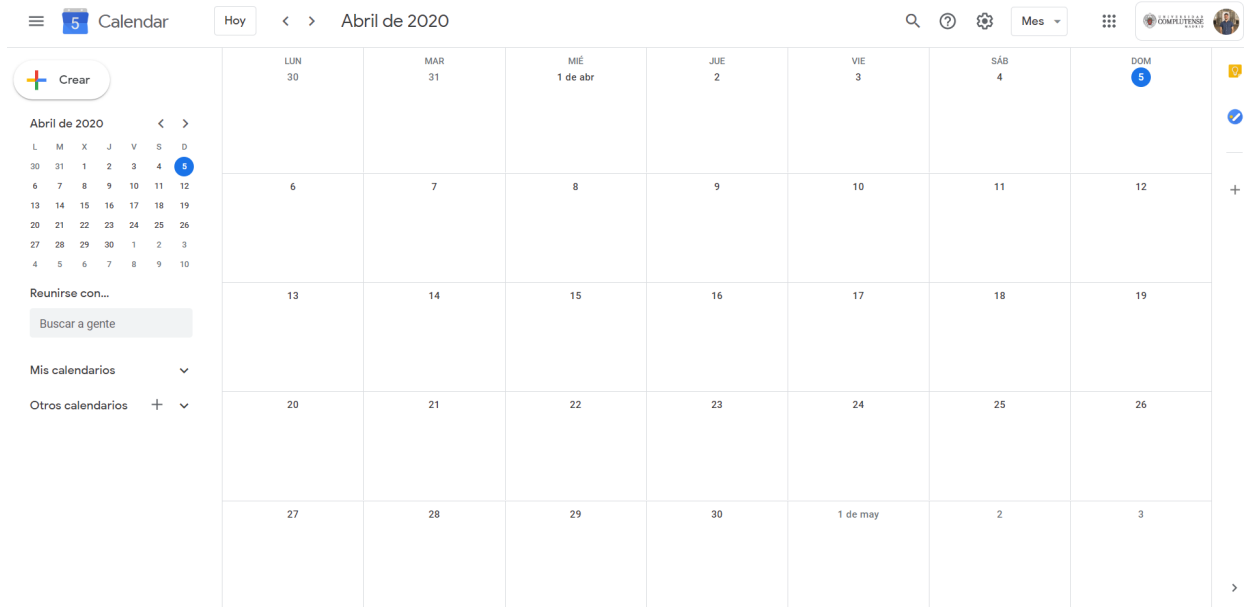 5 Calendar Hoy Abril de 2020 Mes UNIVERSIDAD COMPLUTENSE MADRID
Crear
Abril de 2020
L M X J V S D
30 31 1 2 3 4 5
6 7 8 9 10 11 12
13 14 15 16 17 18 19
20 21 22 23 24 25 26
27 28 29 30 1 2 3
4 5 6 7 8 9 10
Reunirse con...
Buscar a gente
Mis calendarios
Otros calendarios
LUN MAR MIÉ JUE VIE SÁB DOM
30 31 1 de abr 2 3 4 5
6 7 8 9 10 11 12
13 14 15 16 17 18 19
20 21 22 23 24 25 26
27 28 29 30 1 de may 2 3